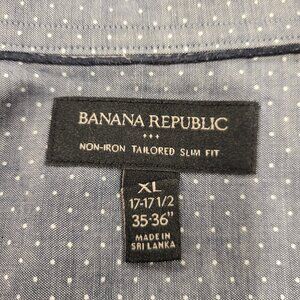 BANANA REPUBLIC
NON-IRON TAILORED SLIM FIT
XL
17-17 1/2
35-36"
MADE IN
SRI LANKA